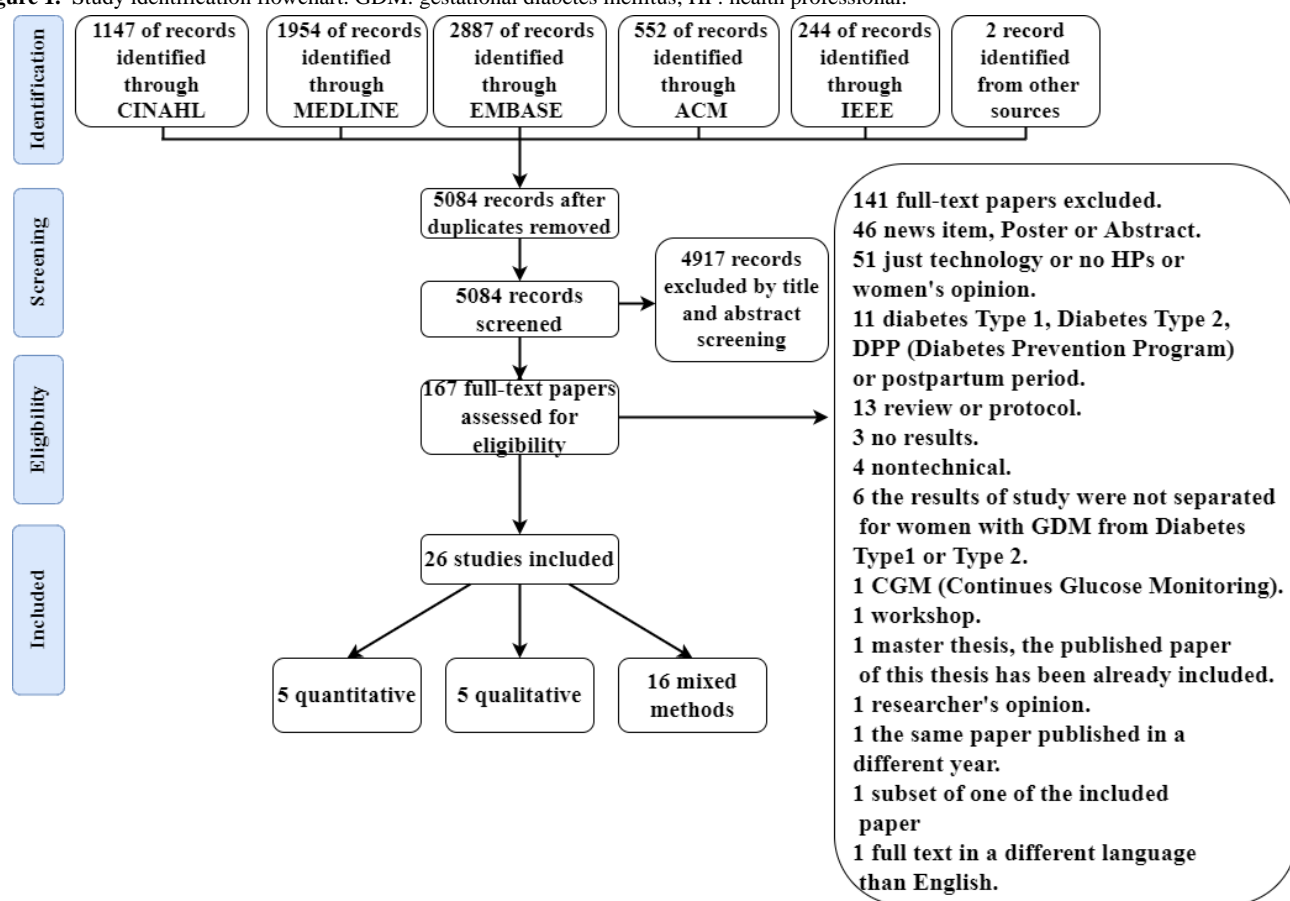 Figure 1. Study identification flowchart. GDM: gestational diabetes mellitus; HP: health professional.
Identification
1147 of records
identified
through
CINAHL
1954 of records
identified
through
MEDLINE
2887 of records
identified
through
EMBASE
552 of records
identified
through
ACM
244 of records
identified
through
IEEE
2 record
identified
from other
sources
Screening
5084 records after
duplicates removed
5084 records
screened
4917 records
excluded by title
and abstract
screening
Eligibility
167 full-text papers
assessed for
eligibility
141 full-text papers excluded.
46 news item, Poster or Abstract.
51 just technology or no HPs or
women's opinion.
11 diabetes Type 1, Diabetes Type 2,
DPP (Diabetes Prevention Program)
or postpartum period.
13 review or protocol.
3 no results.
4 nontechnical.
6 the results of study were not separated
for women with GDM from Diabetes
Type1 or Type 2.
1 CGM (Continues Glucose Monitoring).
1 workshop.
1 master thesis, the published paper
of this thesis has been already included.
1 researcher's opinion.
1 the same paper published in a
different year.
1 subset of one of the included
paper
1 full text in a different language
than English.
Included
26 studies included
5 quantitative
5 qualitative
16 mixed
methods